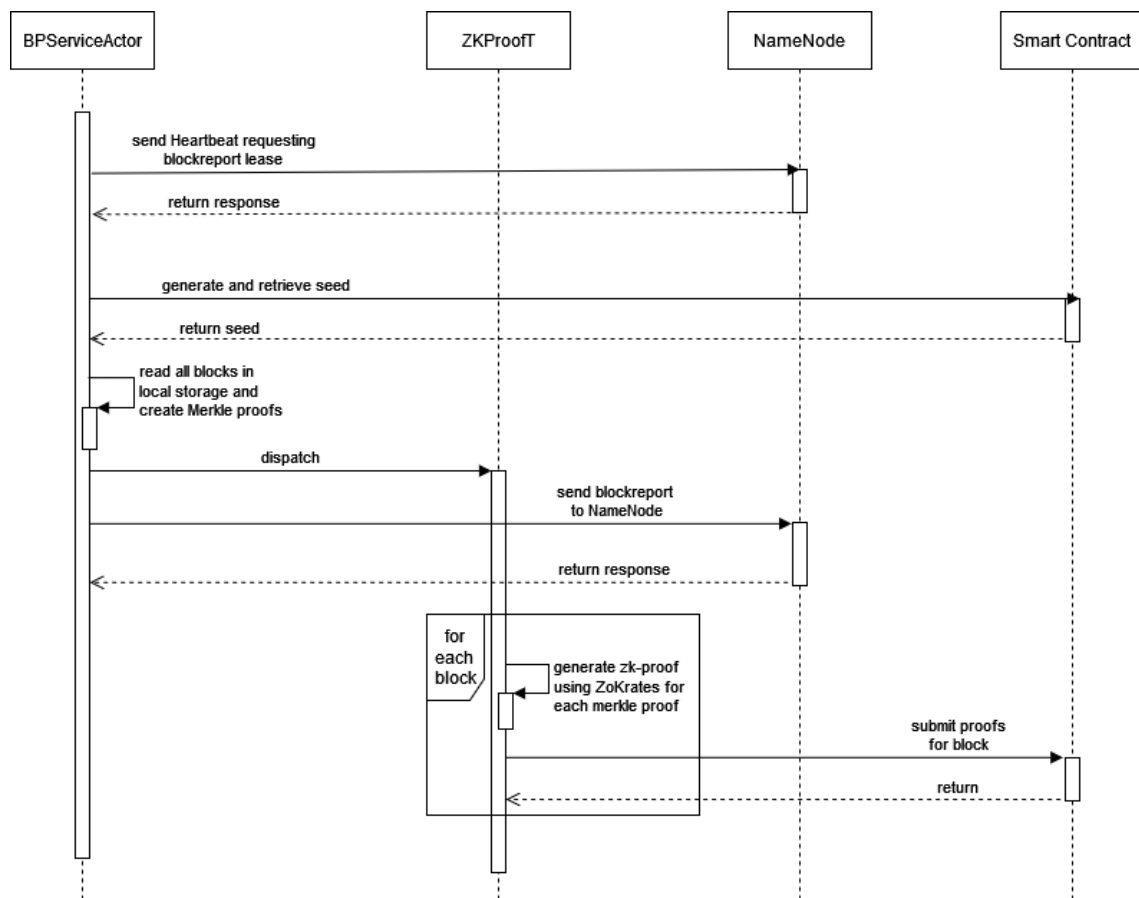 BPServiceActor
ZKProofT
NameNode
Smart Contract
send Heartbeat requesting
blockreport lease
return response
generate and retrieve seed
return seed
read all blocks in
local storage and
create Merkle proofs
dispatch
send blockreport
to NameNode
return response
for
each
block
generate zk-proof
using ZoKrates for
each merkle proof
submit proofs
for block
return